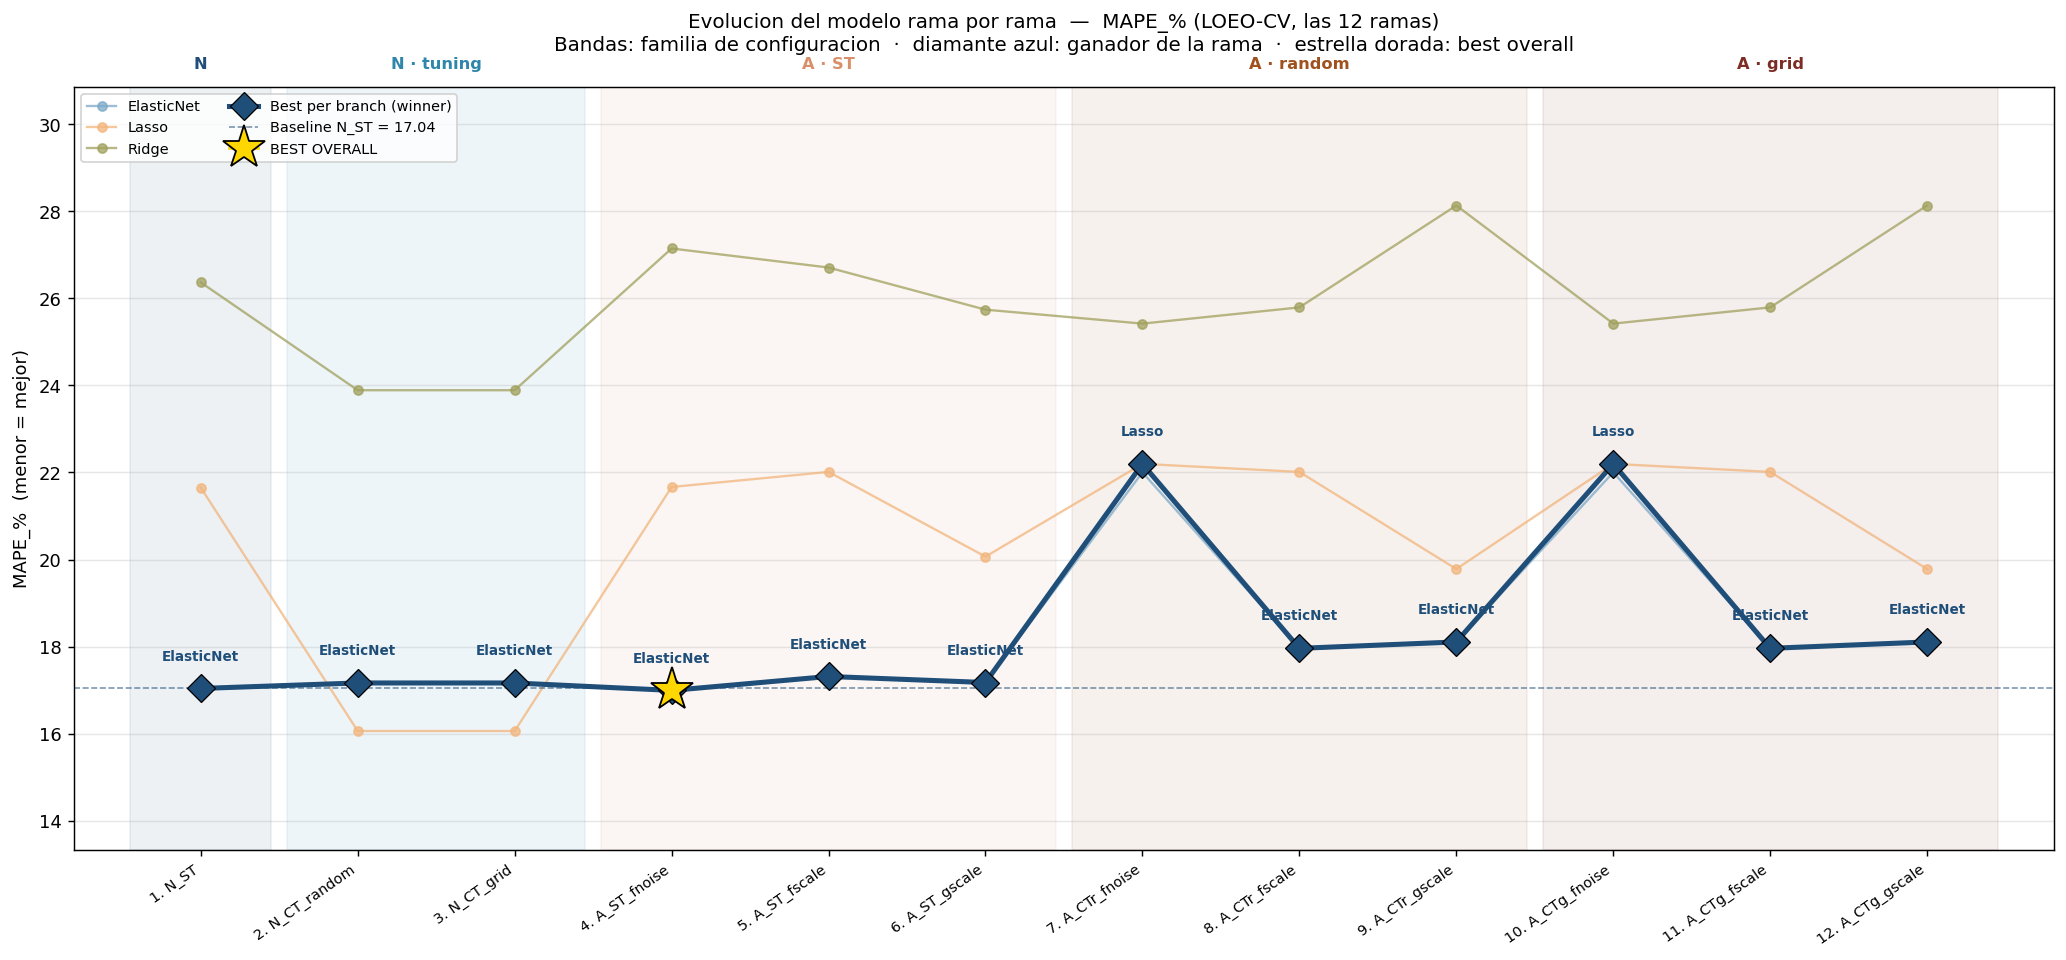 Evolucion del modelo rama por rama — MAPE_% (LOEO-CV, las 12 ramas)
Bandas: familia de configuracion · diamante azul: ganador de la rama · estrella dorada: best overall
N
N · tuning
A · ST
A · random
A · grid
ElasticNet
Lasso
Ridge
Best per branch (winner)
Baseline N_ST = 17.04
BEST OVERALL
MAPE_% (menor = mejor)
30
28
26
24
22
20
18
16
14
ElasticNet
ElasticNet
ElasticNet
ElasticNet
ElasticNet
ElasticNet
Lasso
ElasticNet
ElasticNet
Lasso
ElasticNet
ElasticNet
1. N_ST
2. N_CT_random
3. N_CT_grid
4. A_ST_fnoise
5. A_ST_fscale
6. A_ST_gscale
7. A_CTr_fnoise
8. A_CTr_fscale
9. A_CTr_gscale
10. A_CTg_fnoise
11. A_CTg_fscale
12. A_CTg_gscale